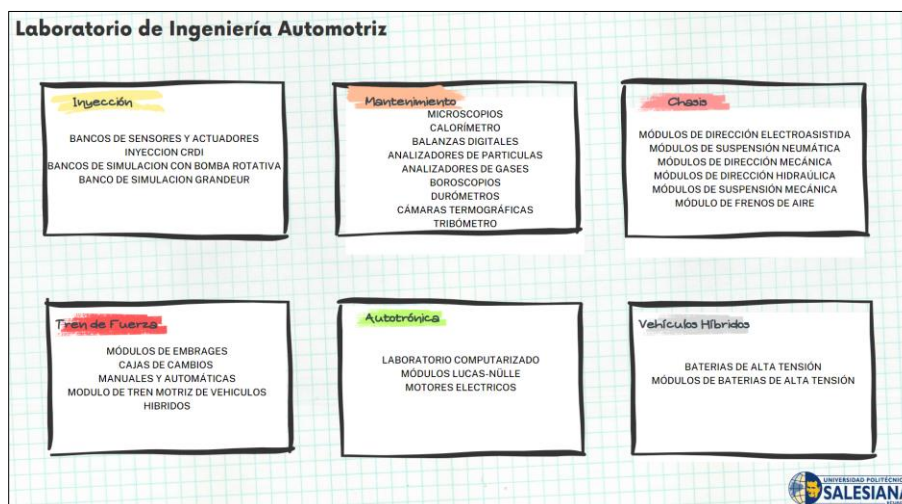 Laboratorio de Ingeniería Automotriz
Inyección
BANCOS DE SENSORES Y ACTUADORES
INYECCION CRDI
BANCOS DE SIMULACION CON BOMBA ROTATIVA
BANCO DE SIMULACION GRANDEUR
Mantenimiento
MICROSCOPIOS
CALORÍMETRO
BALANZAS DIGITALES
ANALIZADORES DE PARTICULAS
ANALIZADORES DE GASES
BOROSCOPIOS
DURÓMETROS
CÁMARAS TERMOGRÁFICAS
TRIBÓMETRO
Chasis
MÓDULOS DE DIRECCIÓN ELECTROASISTIDA
MÓDULOS DE SUSPENSIÓN NEUMÁTICA
MÓDULOS DE DIRECCIÓN MECÁNICA
MÓDULOS DE DIRECCIÓN HIDRAÚLICA
MÓDULOS DE SUSPENSIÓN MECÁNICA
MÓDULO DE FRENOS DE AIRE
Tren de Fuerza
MÓDULOS DE EMBRAGES
CAJAS DE CAMBIOS
MANUALES Y AUTOMÁTICAS
MODULO DE TREN MOTRIZ DE VEHICULOS
HIBRIDOS
Autotrónica
LABORATORIO COMPUTARIZADO
MÓDULOS LUCAS-NÜLLE
MOTORES ELECTRICOS
Vehículos Híbridos
BATERIAS DE ALTA TENSIÓN
MÓDULOS DE BATERIAS DE ALTA TENSIÓN
UNIVERSIDAD POLITÉCNIC
SALESIANA